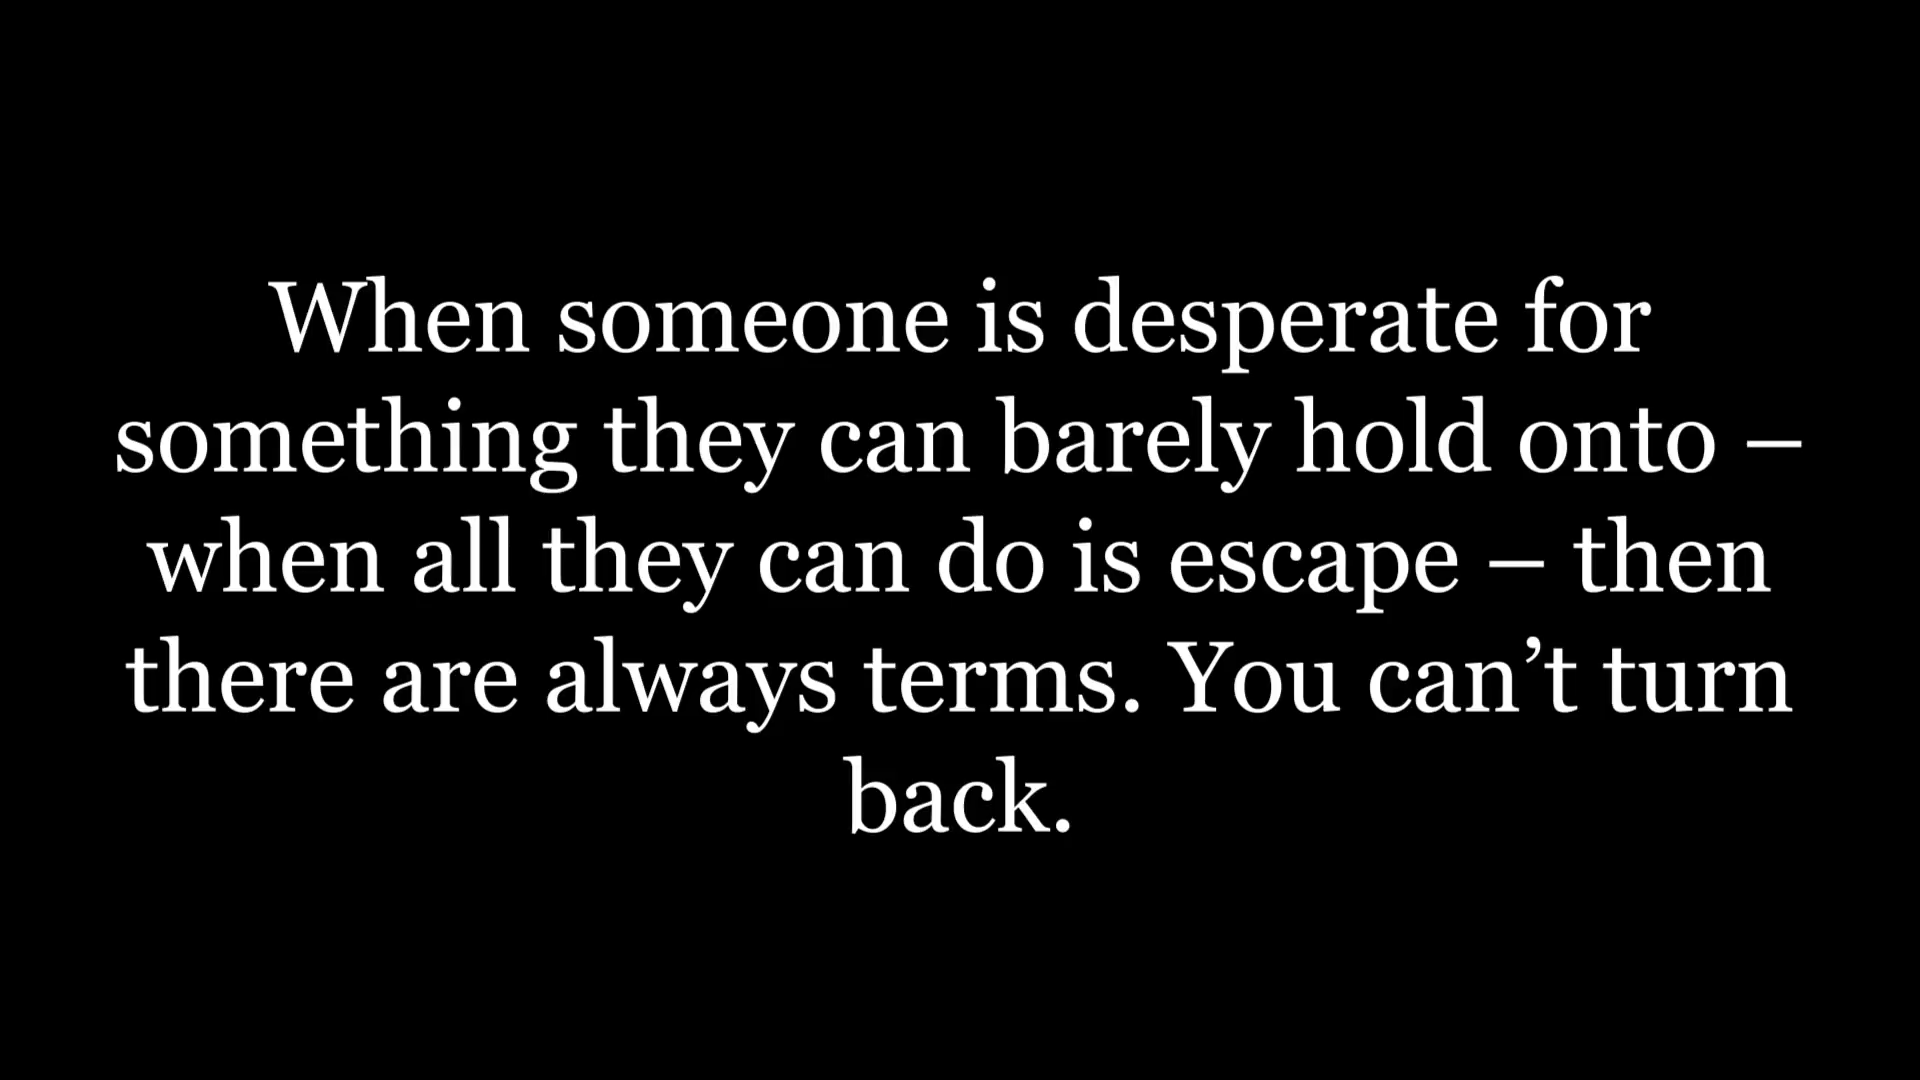 When someone is desperate for
something they can barely hold onto –
when all they can do is escape – then
there are always terms. You can’t turn
back.